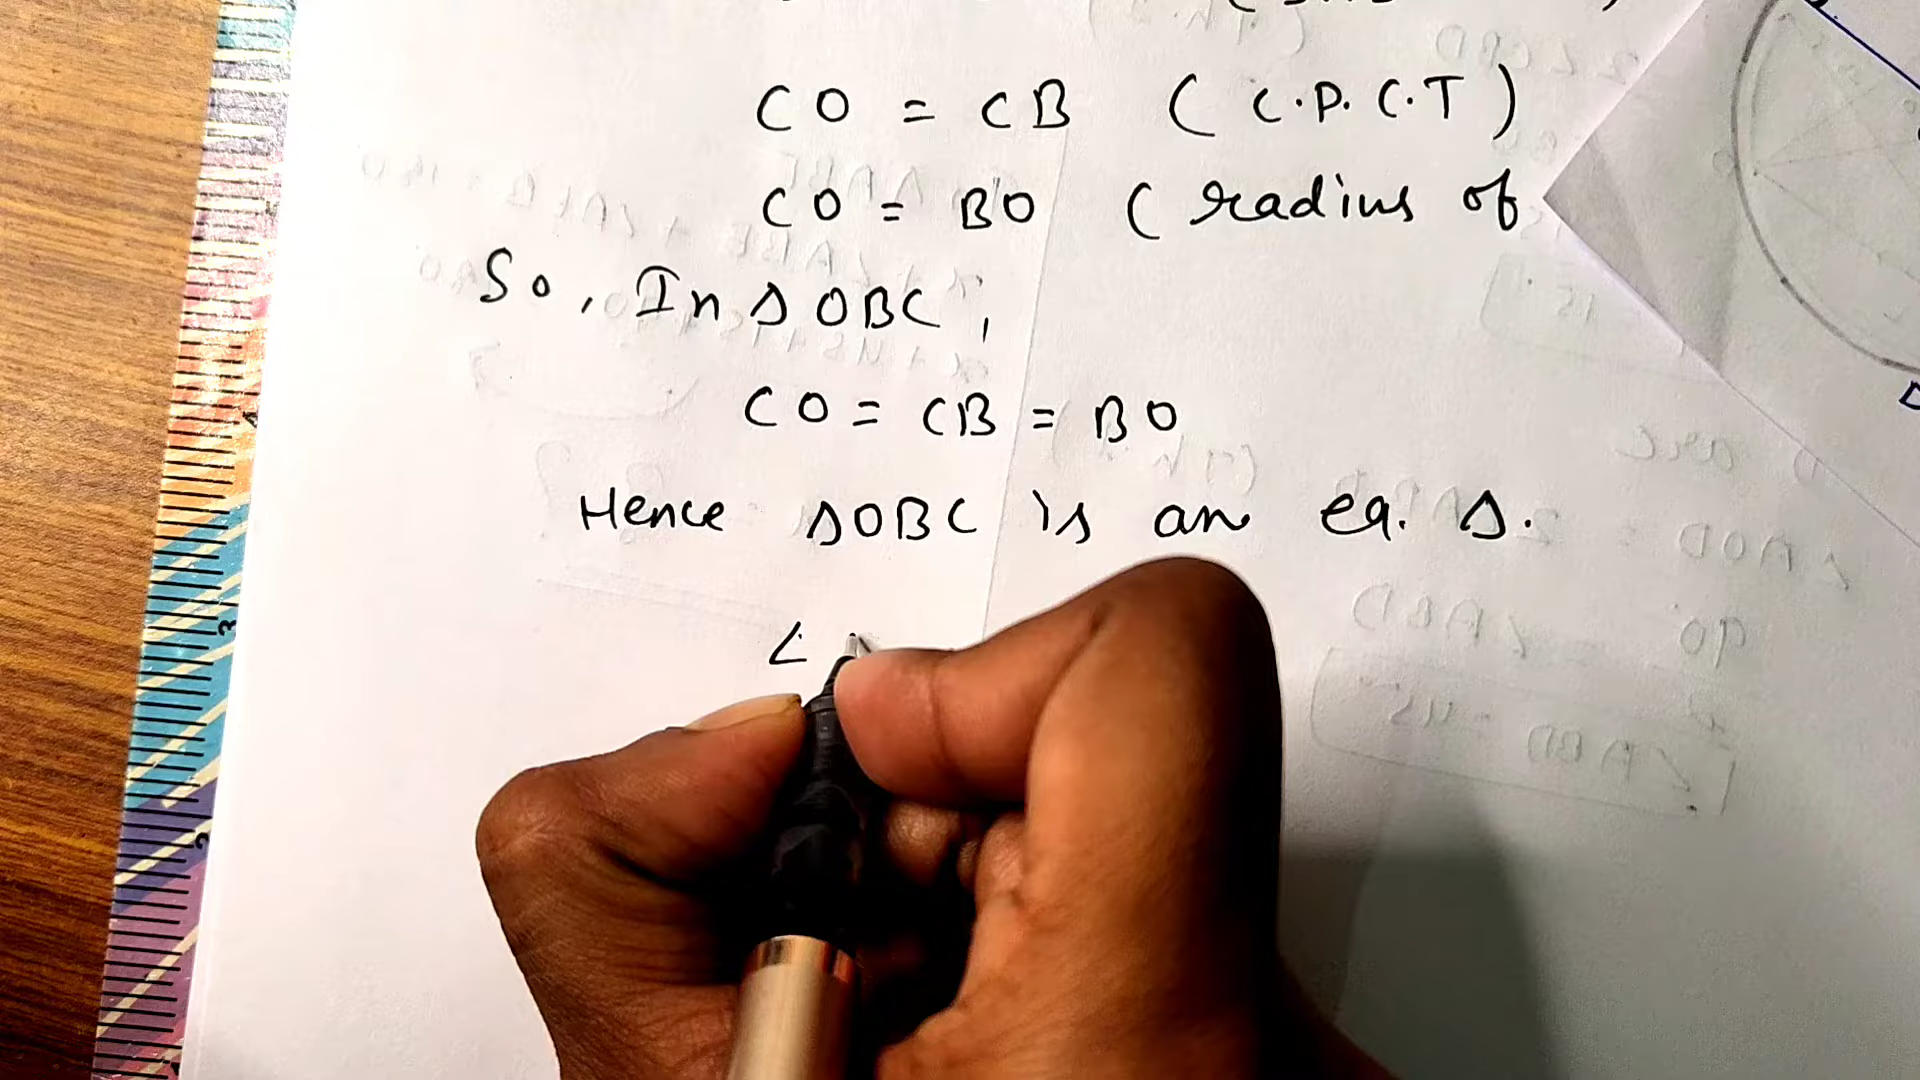 CO = CB ( C.P.C.T )
CO = BO ( radius of
So, In ΔOBC,
CO = CB = BO
Hence ΔOBC is an eq. Δ.
∠